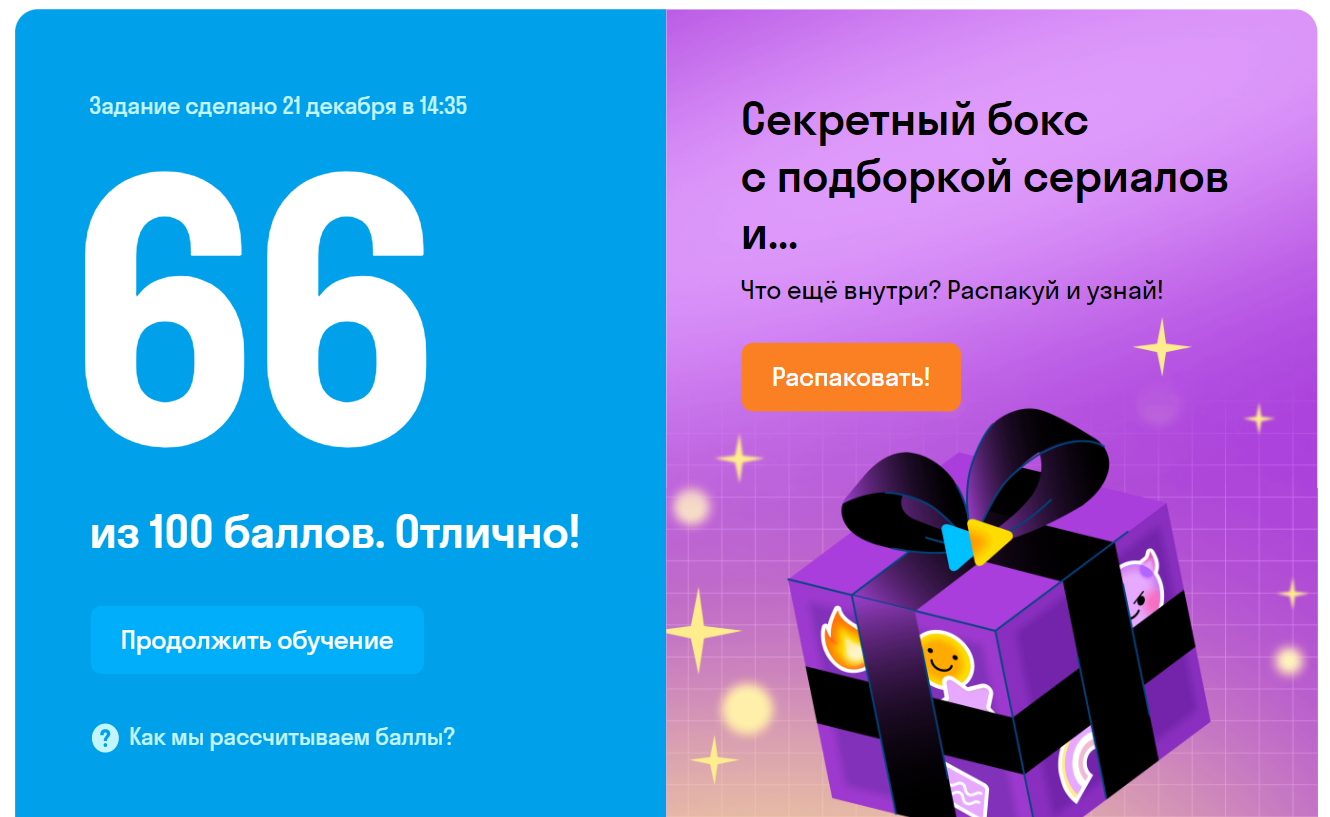 Задание сделано 21 декабря в 14:35
66
из 100 баллов. Отлично!
Продолжить обучение
? Как мы рассчитываем баллы?
Секретный бокс
с подборкой сериалов
и...
Что ещё внутри? Распакуй и узнай!
Распаковать!